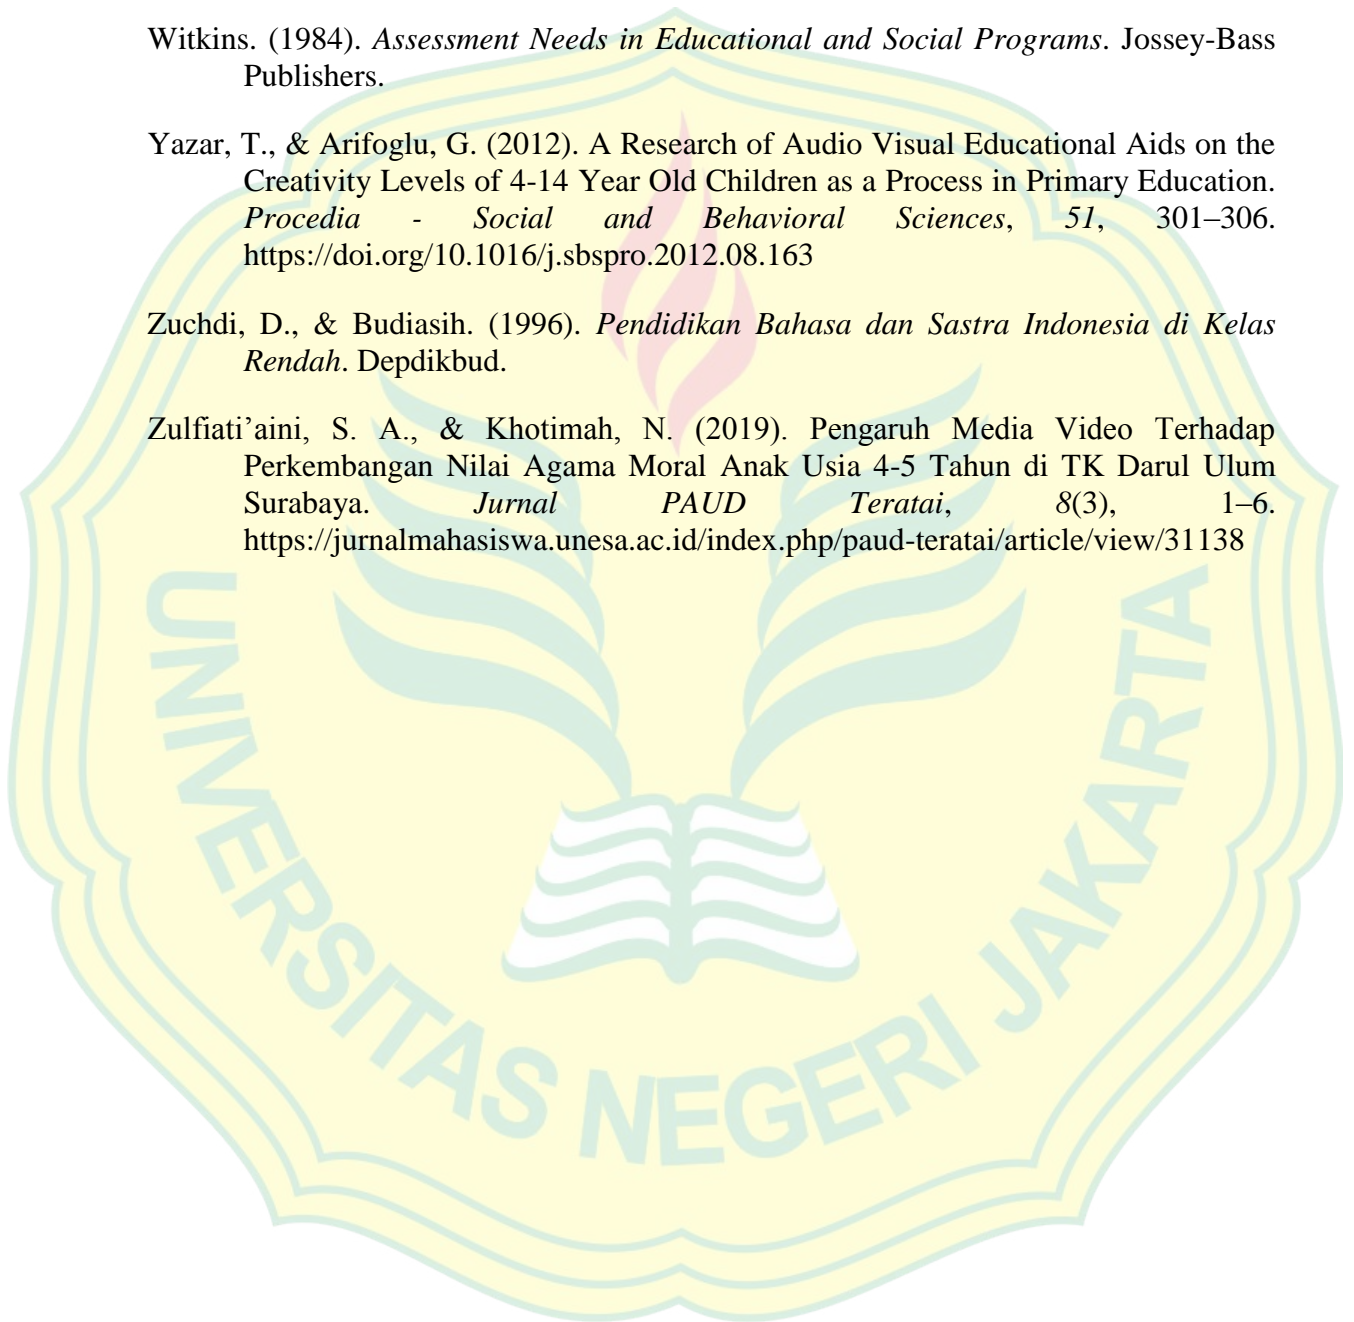 Witkins. (1984). Assessment Needs in Educational and Social Programs. Jossey-Bass
Publishers.
Yazar, T., & Arifoglu, G. (2012). A Research of Audio Visual Educational Aids on the
Creativity Levels of 4-14 Year Old Children as a Process in Primary Education.
Procedia - Social and Behavioral Sciences, 51, 301–306.
https://doi.org/10.1016/j.sbspro.2012.08.163
Zuchdi, D., & Budiasih. (1996). Pendidikan Bahasa dan Sastra Indonesia di Kelas
Rendah. Depdikbud.
Zulfiati’aini, S. A., & Khotimah, N. (2019). Pengaruh Media Video Terhadap
Perkembangan Nilai Agama Moral Anak Usia 4-5 Tahun di TK Darul Ulum
Surabaya. Jurnal PAUD Teratai, 8(3), 1–6.
https://jurnalmahasiswa.unesa.ac.id/index.php/paud-teratai/article/view/31138
UNIVERSITAS NEGERI JAKARTA